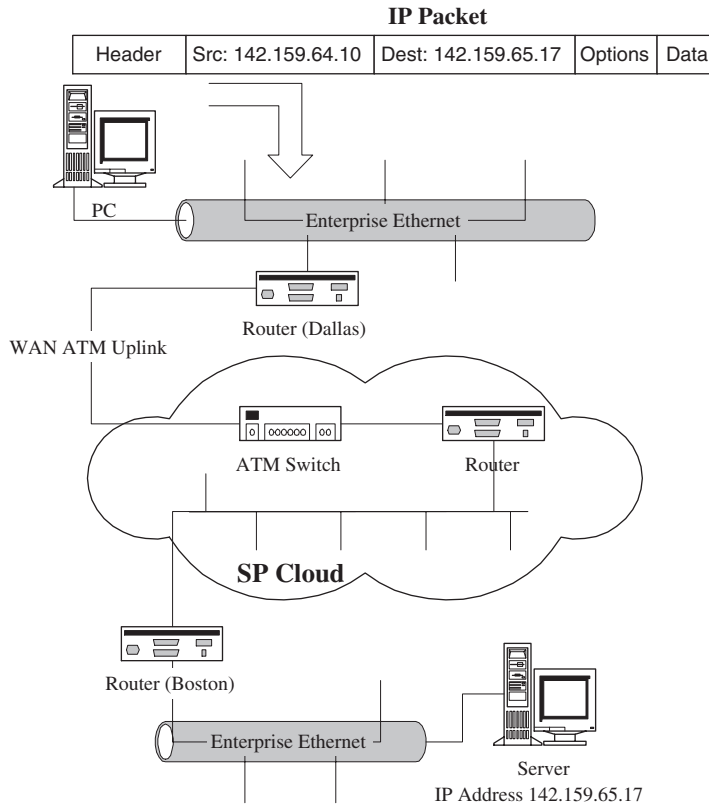 IP Packet
Header Src: 142.159.64.10 Dest: 142.159.65.17 Options Data
PC
Enterprise Ethernet
Router (Dallas)
WAN ATM Uplink
ATM Switch
Router
SP Cloud
Router (Boston)
Enterprise Ethernet
Server
IP Address 142.159.65.17